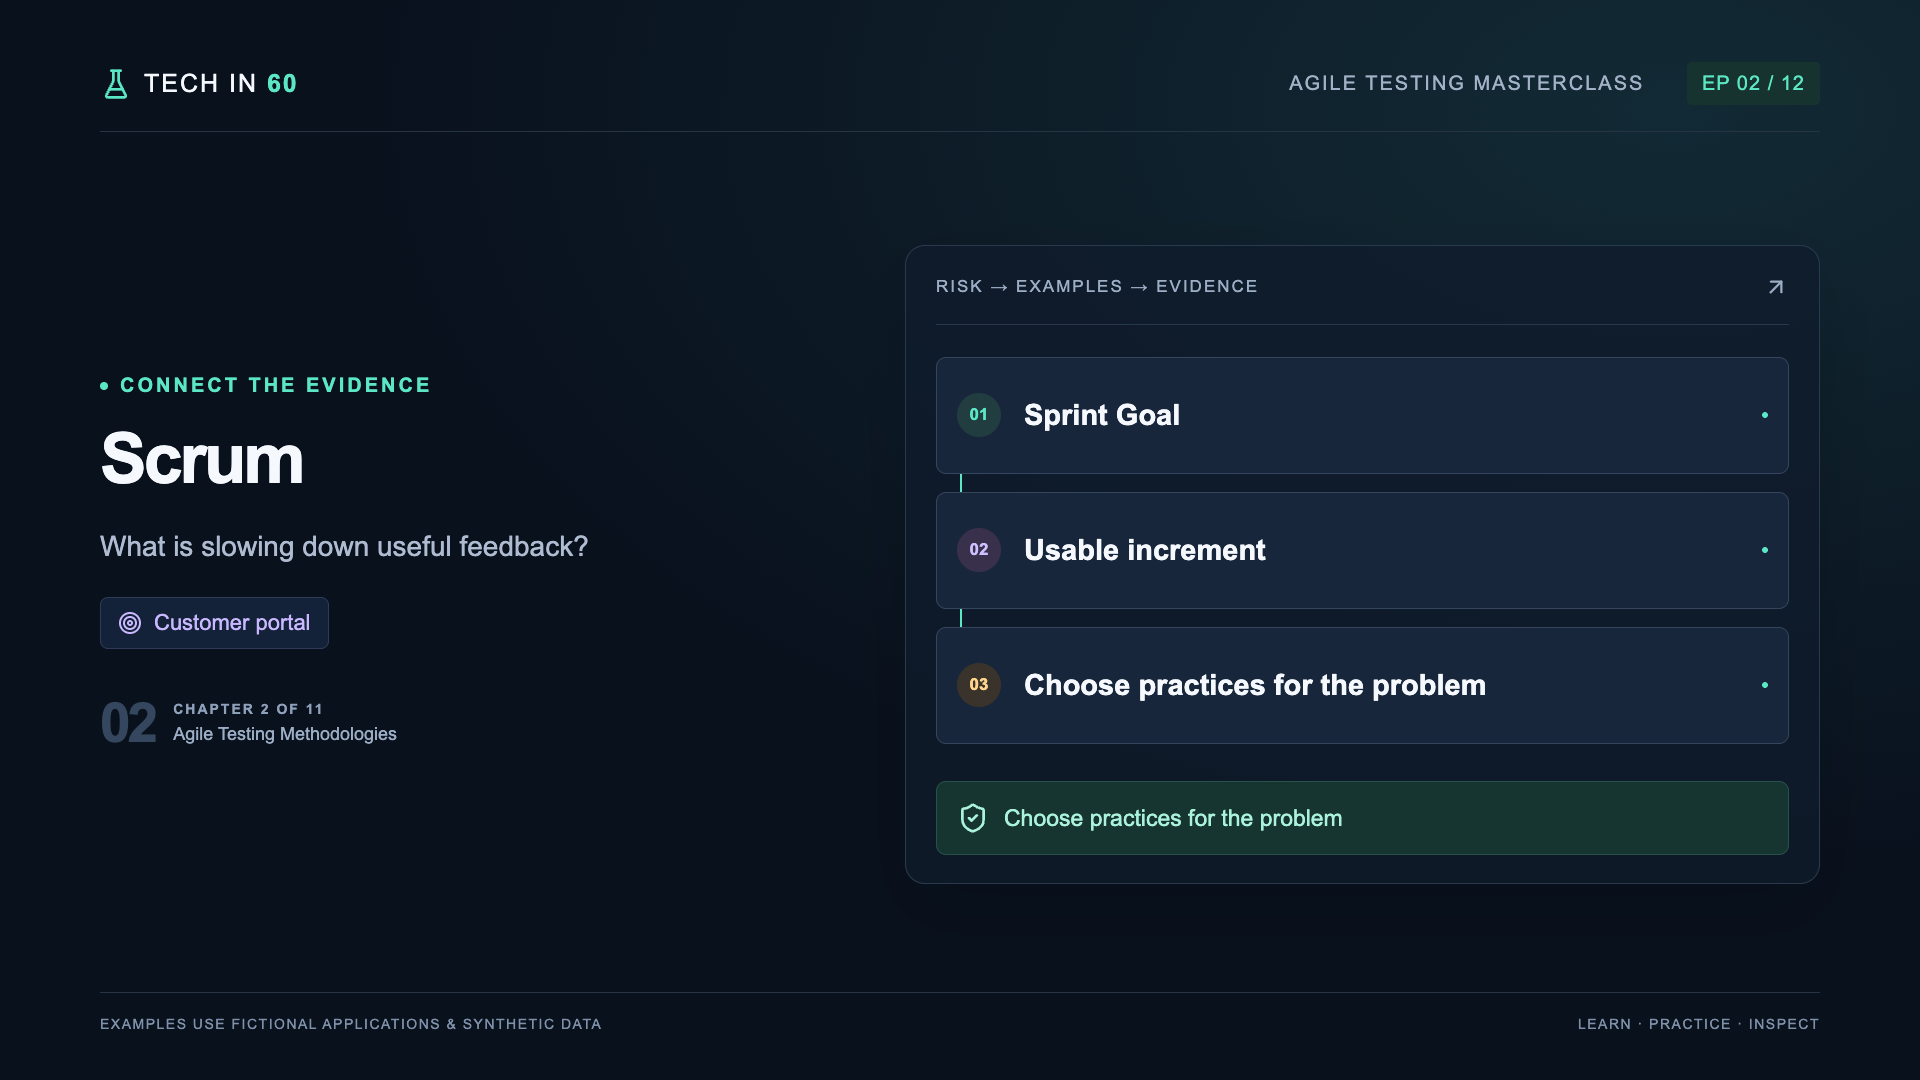 TECH IN 60
AGILE TESTING MASTERCLASS
EP 02 / 12
CONNECT THE EVIDENCE
Scrum
What is slowing down useful feedback?
Customer portal
02
CHAPTER 2 OF 11
Agile Testing Methodologies
RISK → EXAMPLES → EVIDENCE
01
Sprint Goal
02
Usable increment
03
Choose practices for the problem
Choose practices for the problem
EXAMPLES USE FICTIONAL APPLICATIONS & SYNTHETIC DATA
LEARN · PRACTICE · INSPECT